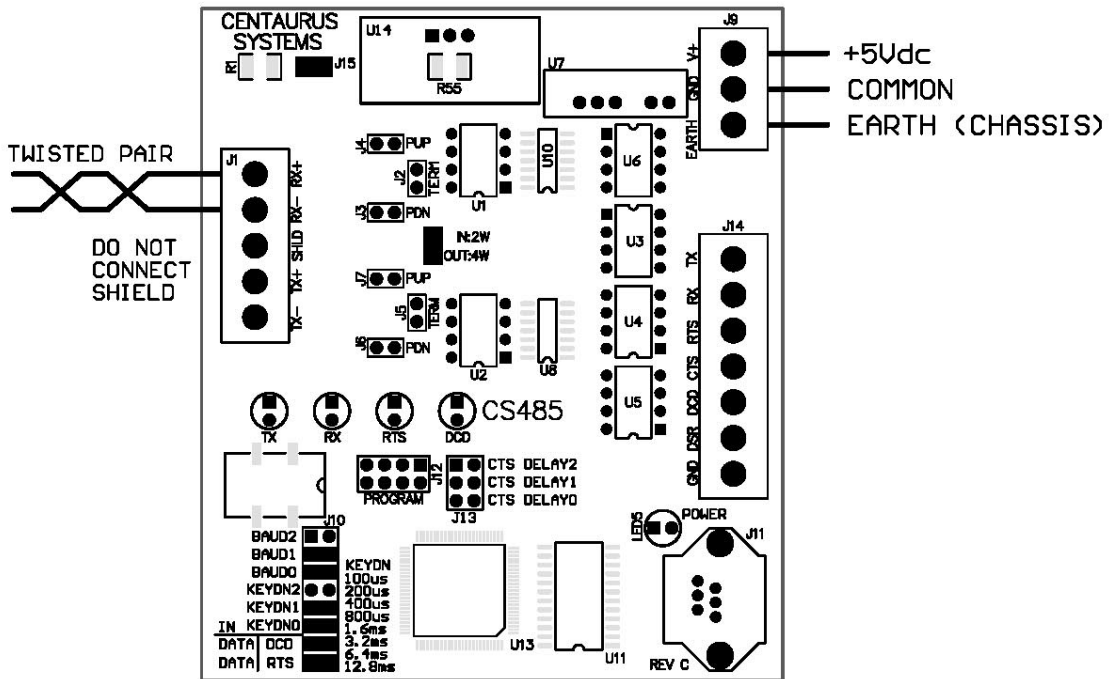 CENTAURUS
SYSTEMS
R1
J15
U14
R55
U7
J9
V+
GND
EARTH
+5Vdc
COMMON
EARTH (CHASSIS)
TWISTED PAIR
DO NOT
CONNECT
SHIELD
J1
RX+
RX-
SHLD
TX+
TX-
J4
PUP
J2
TERM
J3
PDN
U1
U10
U6
IN:2W
OUT:4W
U3
J7
PUP
J5
TERM
J6
PDN
U2
U8
U4
U5
J14
TX
RX
RTS
CTS
DCD
DSR
GND
TX
RX
RTS
DCD
CS485
J12
PROGRAM
CTS DELAY2
CTS DELAY1
CTS DELAY0
J13
J10
BAUD2
BAUD1
BAUD0
KEYDN2
KEYDN1
IN KEYDN0
DATA DCD
DATA RTS
KEYDN
100us
200us
400us
800us
1.6ms
3.2ms
6.4ms
12.8ms
U13
U11
LED5
POWER
J11
REV C